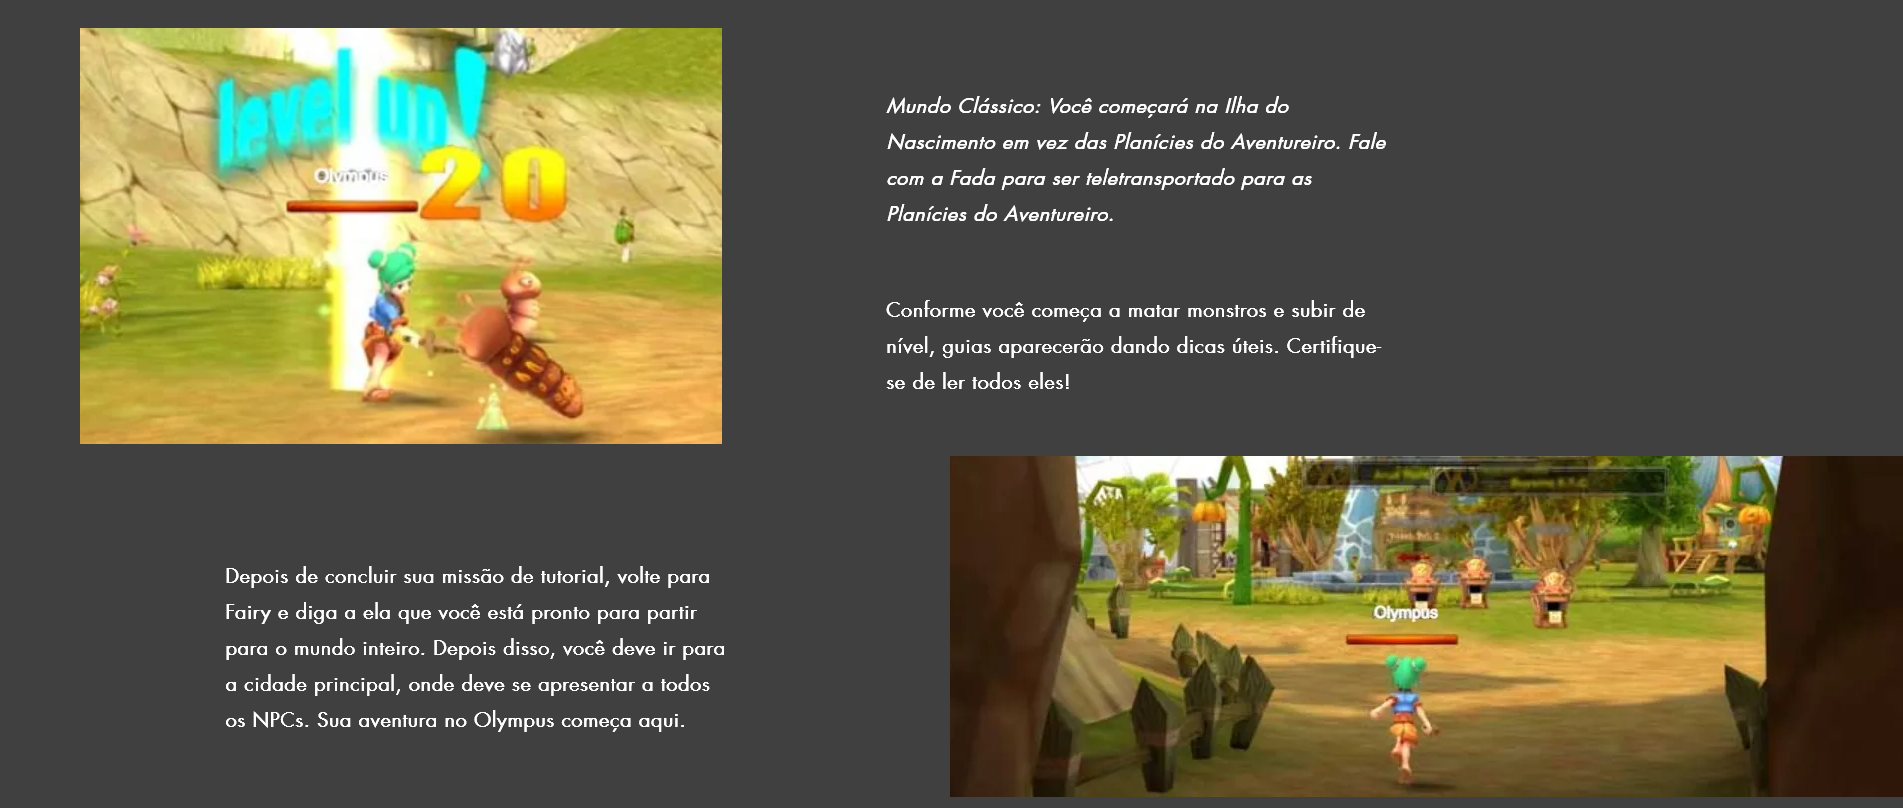 level up!
Olympus
20
Mundo Clássico: Você começará na Ilha do
Nascimento em vez das Planícies do Aventureiro. Fale
com a Fada para ser teletransportado para as
Planícies do Aventureiro.
Conforme você começa a matar monstros e subir de
nível, guias aparecerão dando dicas úteis. Certifique-
se de ler todos eles!
Depois de concluir sua missão de tutorial, volte para
Fairy e diga a ela que você está pronto para partir
para o mundo inteiro. Depois disso, você deve ir para
a cidade principal, onde deve se apresentar a todos
os NPCs. Sua aventura no Olympus começa aqui.
Olympus